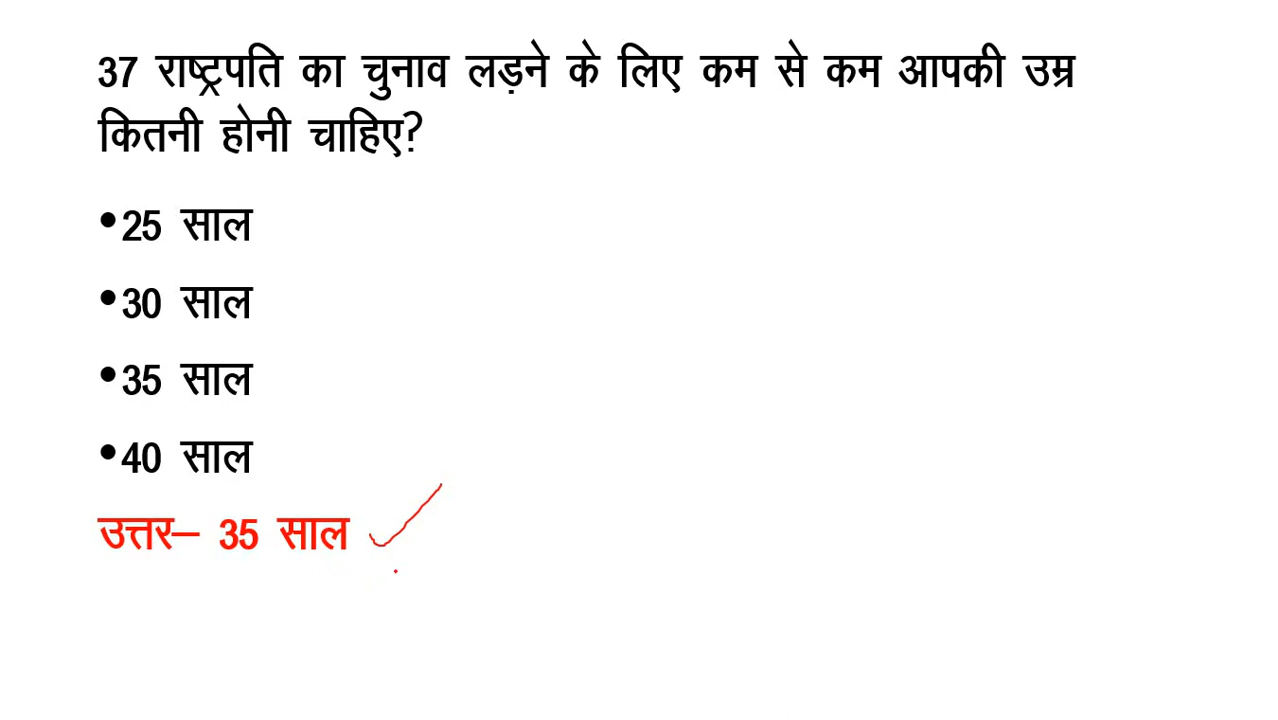 37 राष्ट्रपति का चुनाव लड़ने के लिए कम से कम आपकी उम्र
कितनी होनी चाहिए?
•25 साल
•30 साल
•35 साल
•40 साल
उत्तर– 35 साल